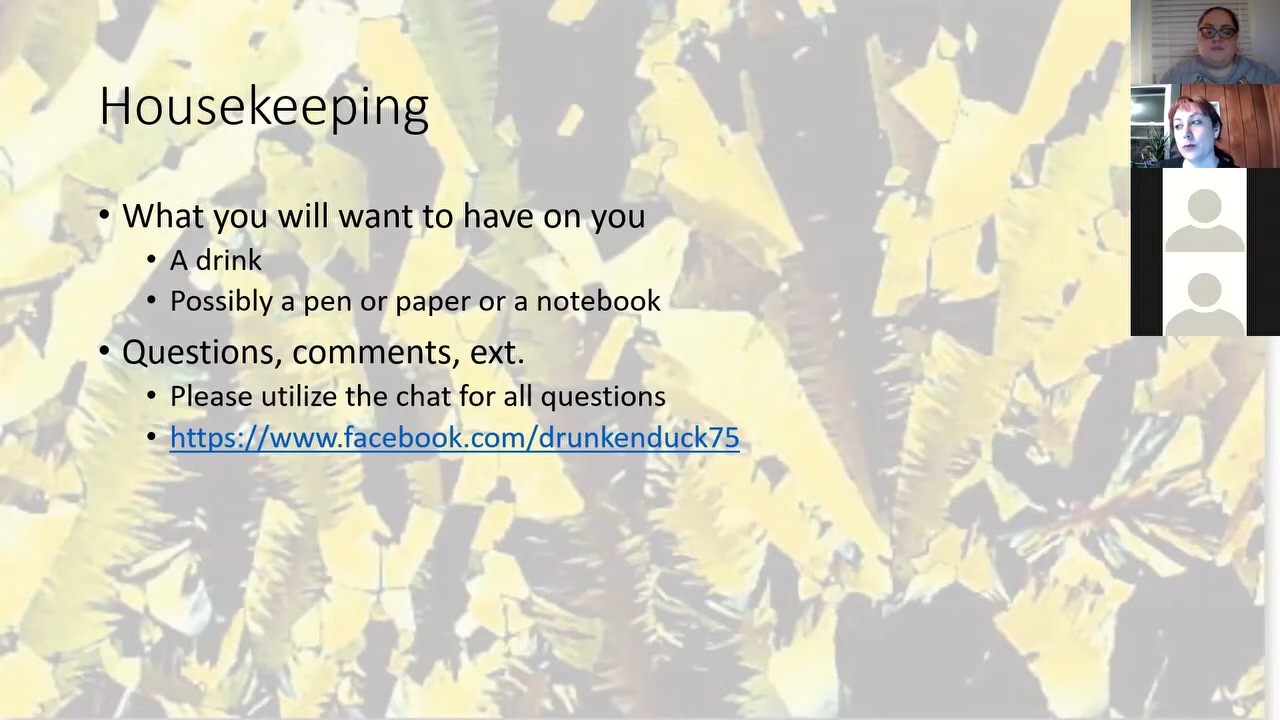 Housekeeping
• What you will want to have on you
• A drink
• Possibly a pen or paper or a notebook
• Questions, comments, ext.
• Please utilize the chat for all questions
• https://www.facebook.com/drunkenduck75